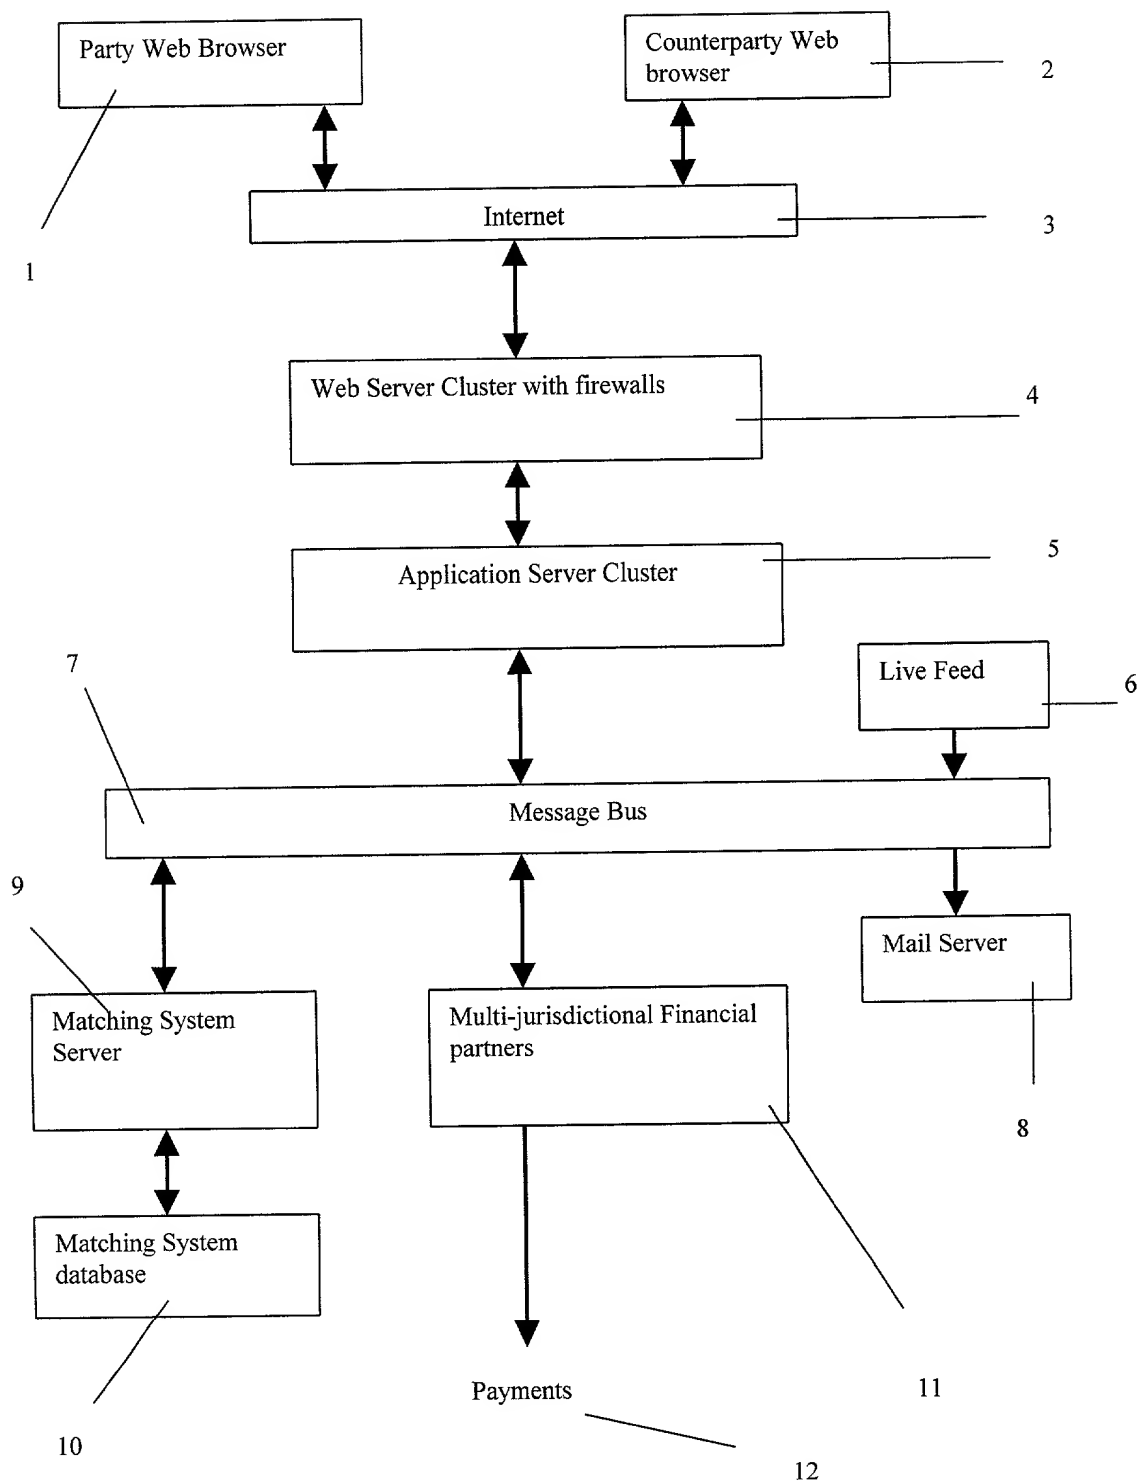 Party Web Browser
Counterparty Web
browser
2
Internet
3
1
Web Server Cluster with firewalls
4
Application Server Cluster
5
7
Live Feed
6
Message Bus
9
Mail Server
Matching System
Server
Multi-jurisdictional Financial
partners
8
Matching System
database
Payments
11
10
12